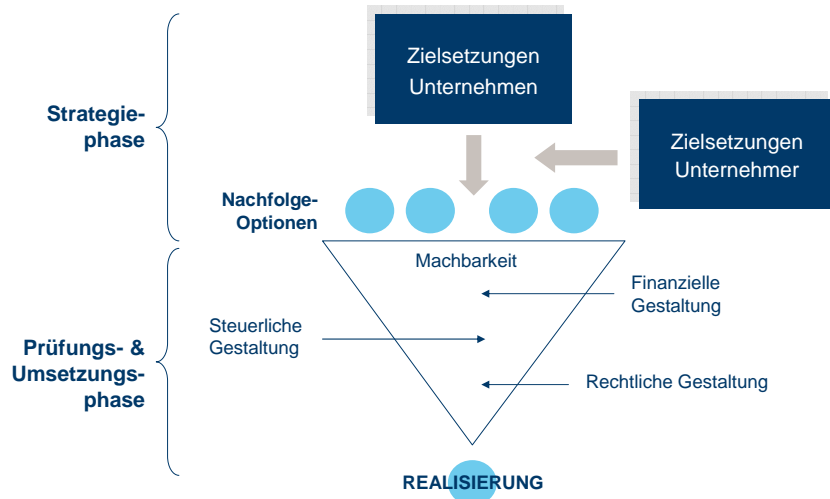 Zielsetzungen
Unternehmen
Strategie-
phase
Zielsetzungen
Unternehmer
Nachfolge-
Optionen
Machbarkeit
Finanzielle
Gestaltung
Steuerliche
Gestaltung
Prüfungs- &
Umsetzungs-
phase
Rechtliche Gestaltung
REALISIERUNG